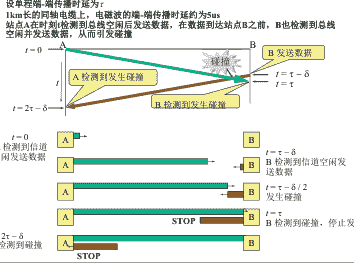 设单程端-端传播时延为τ
1km长的同轴电缆上，电磁波的端-端传播时延约为5us
站点A在时刻t检测到总线空闲后发送数据，在数据到达站点B之前，B也检测到总线
空闲并发送数据，从而引发碰撞
t = 0
A
B
B 发送数据
碰撞
t = τ − δ
t = τ
t
A 检测到发生碰撞
B 检测到发生碰撞
t = 2τ − δ
t = 0
检测到信道
闲发送数据
A
B
t = τ − δ
B 检测到信道空闲发
送数据
A
B
t = τ − δ / 2
发生碰撞
A
B
t = τ
B 检测到碰撞，停止发
A
B
STOP
2τ − δ
检测到碰撞
A
B
STOP